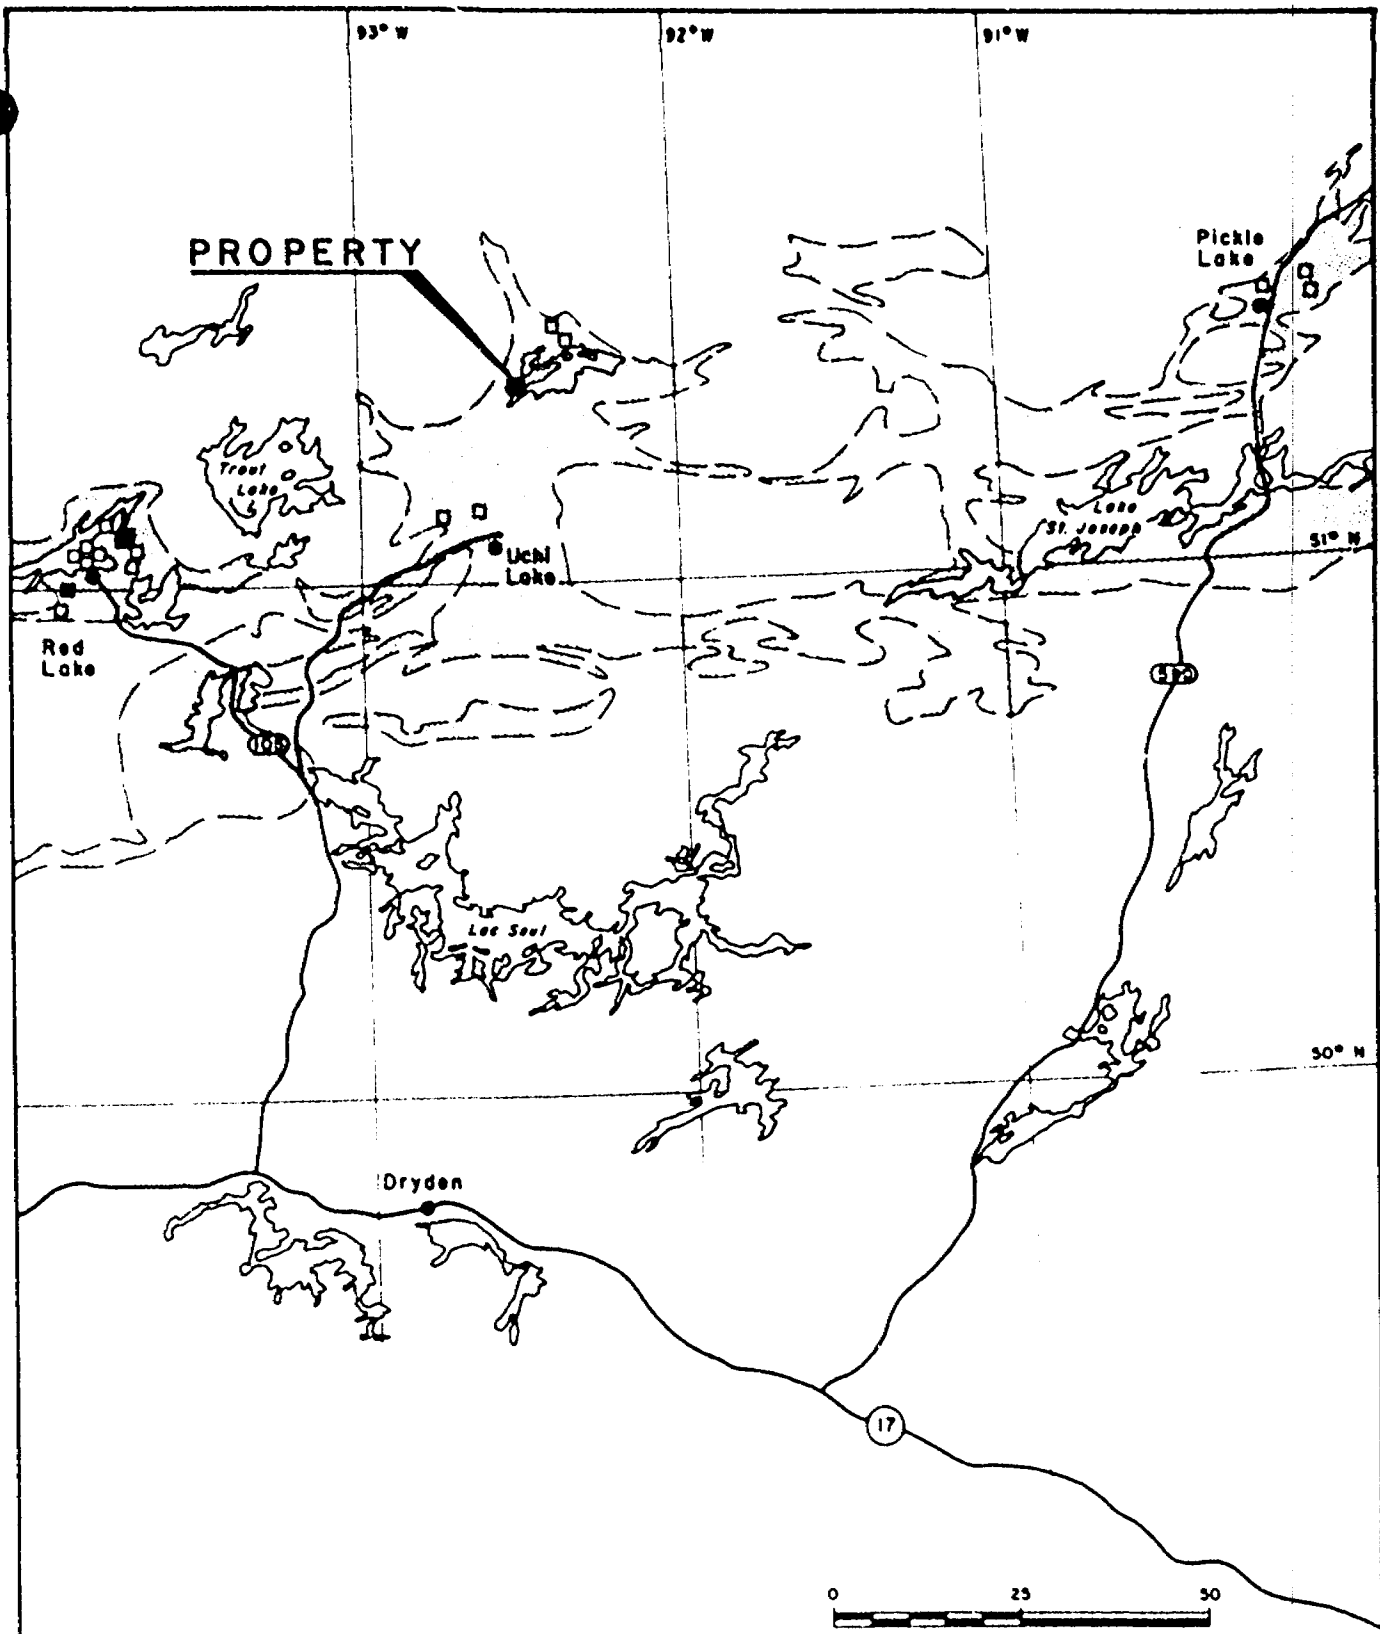 93° W
92° W
91° W
PROPERTY
Pickle
Lake
Trout
Lake
Lake
St. Joseph
51° N
Uchi
Lake
Red
Lake
105
Lac Seul
50° N
Dryden
17
0 25 50